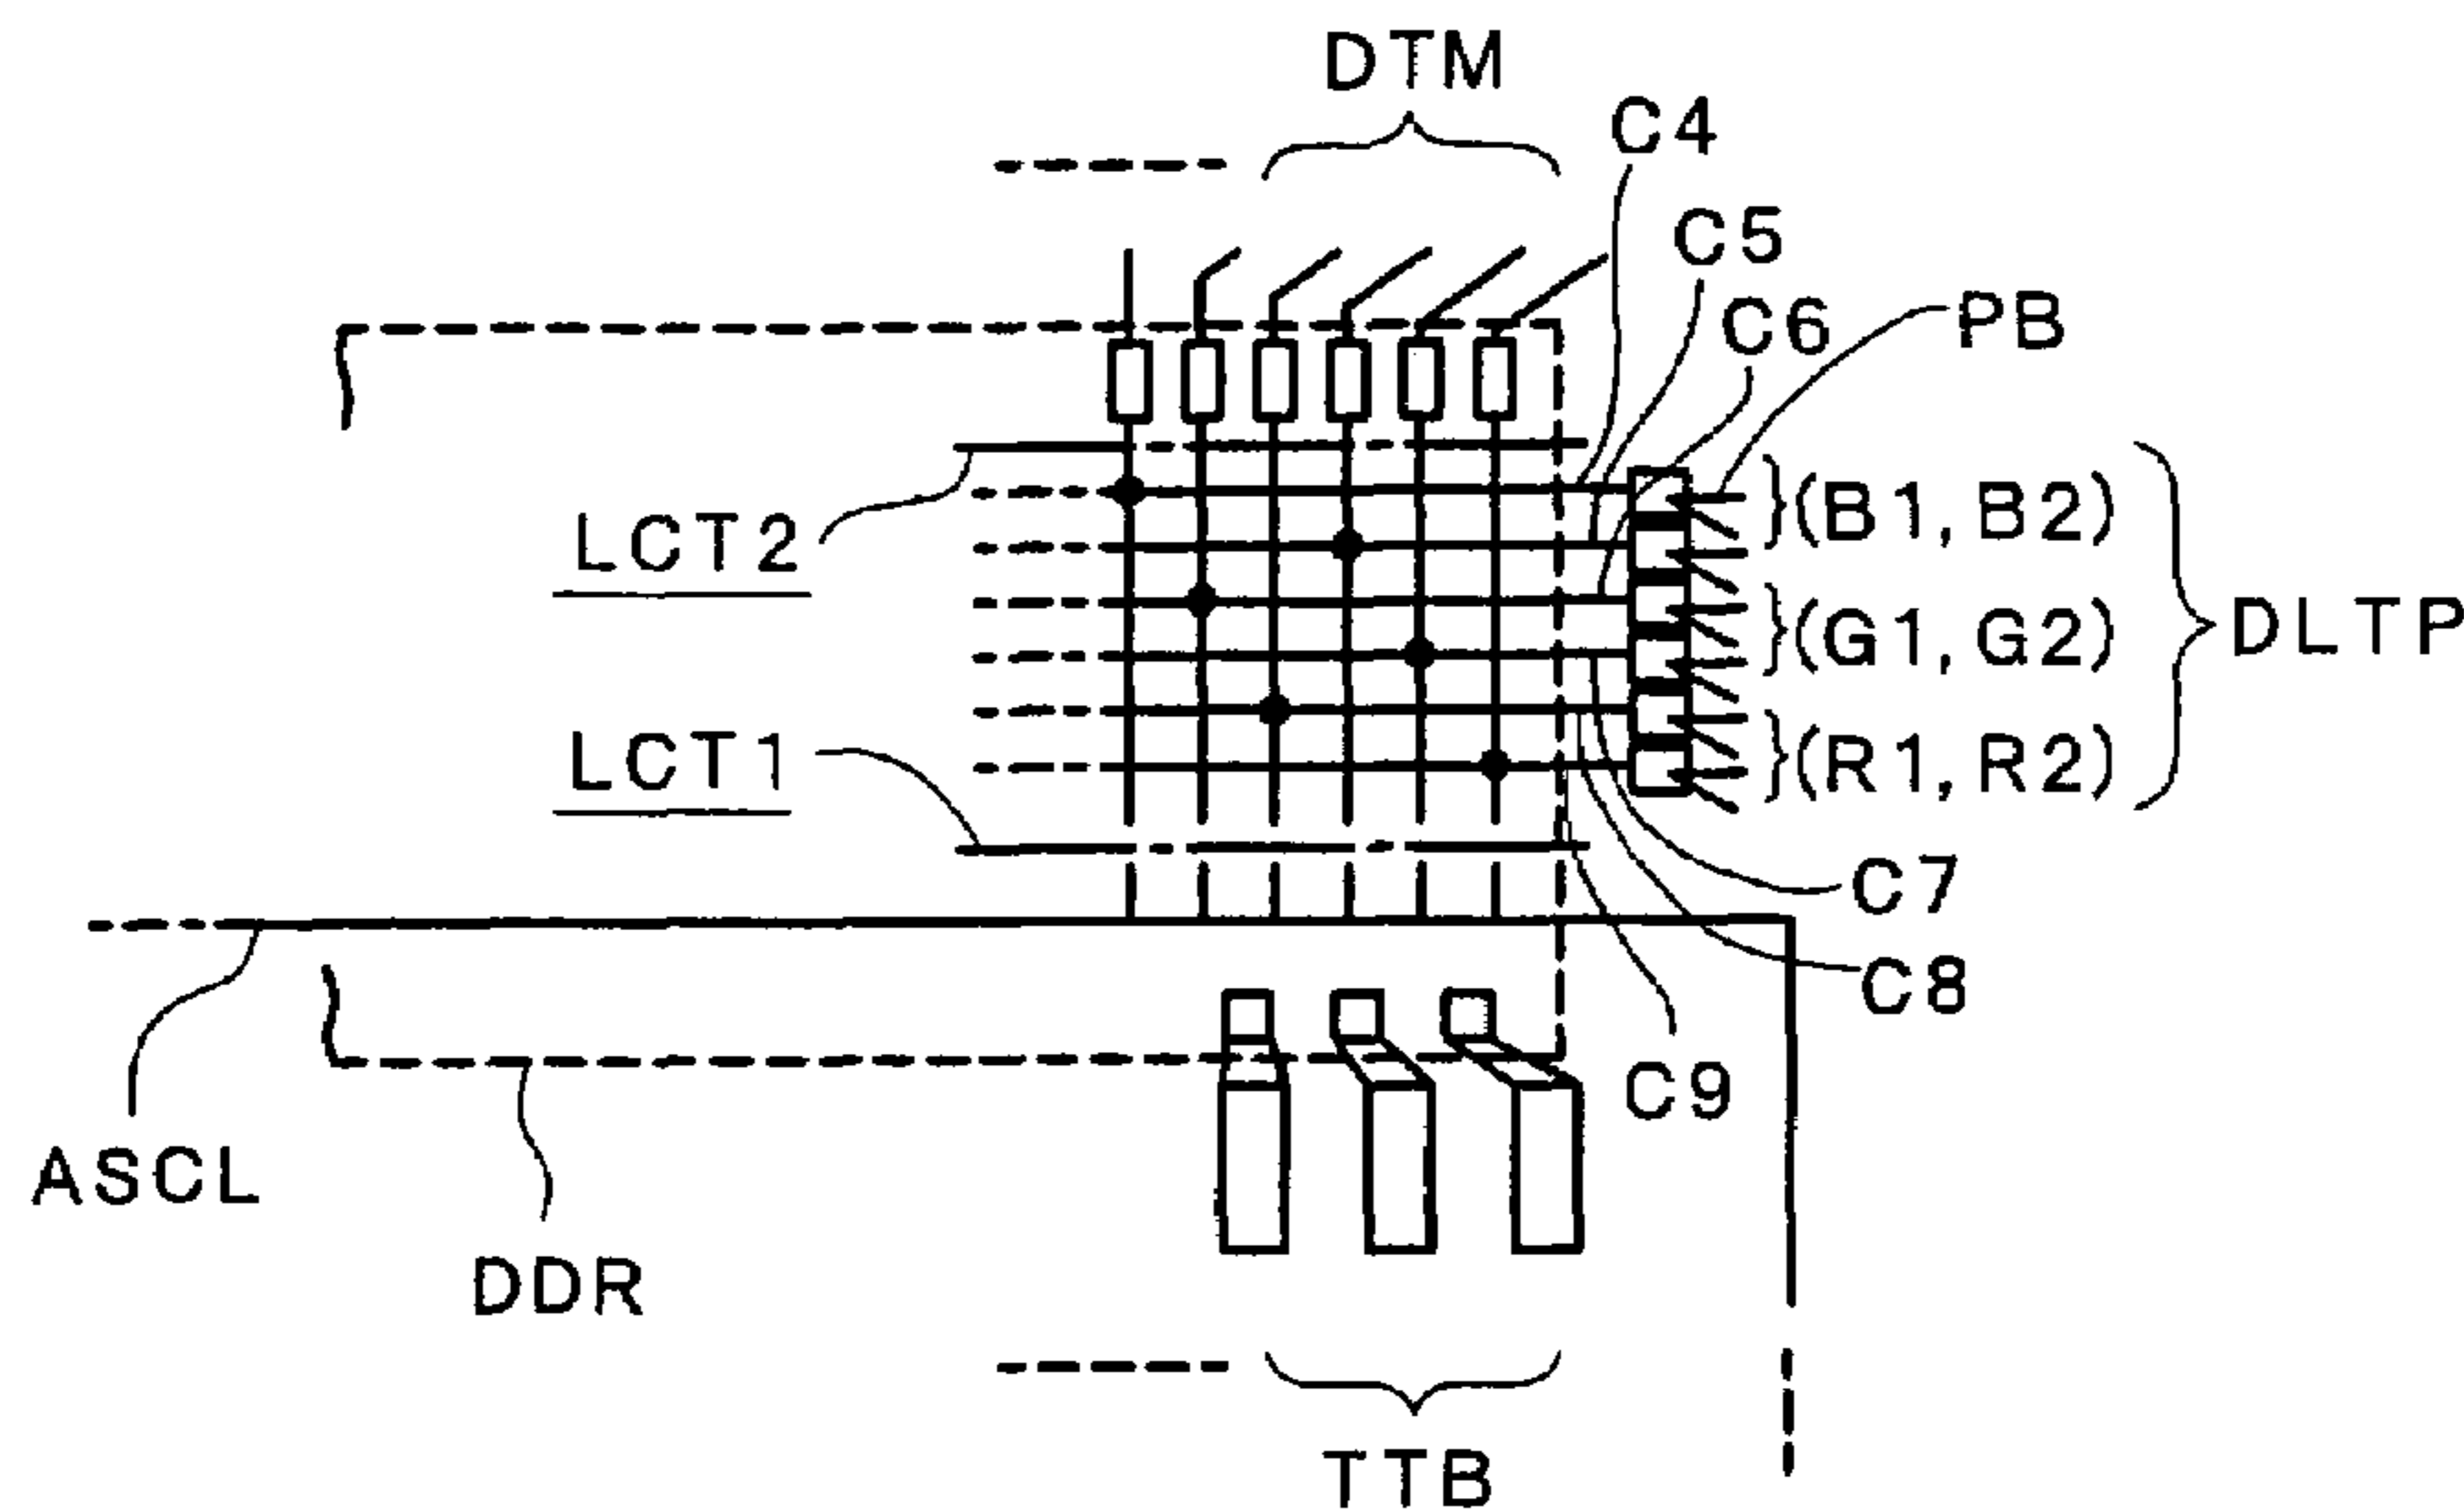 DTM
C4
C5
C6
PB
(B1,B2)
LCT2
(G1,G2)
DLTP
LCT1
(R1,R2)
C7
C8
C9
ASCL
DDR
TTB